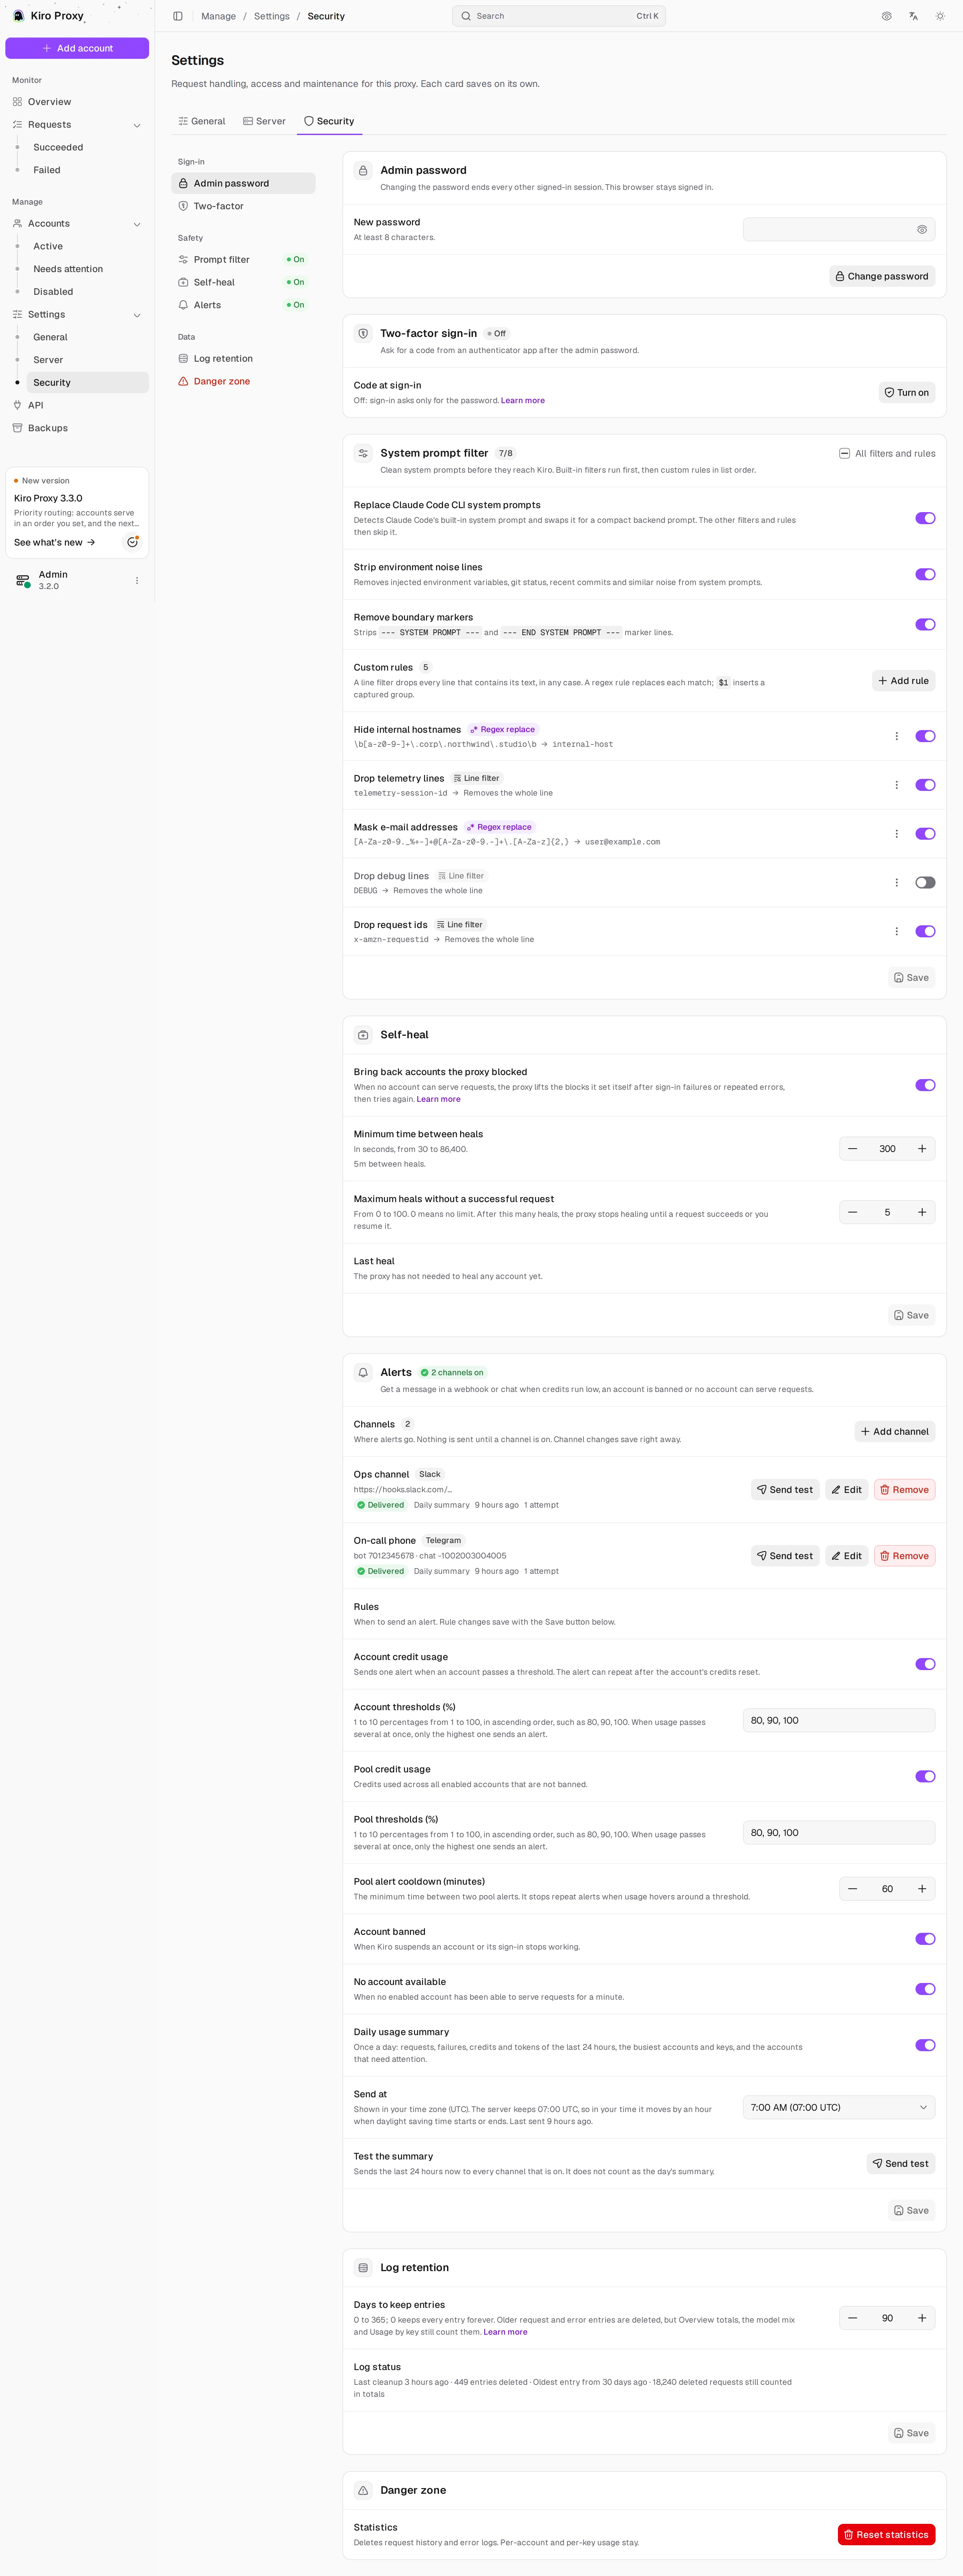 Kiro Proxy
Manage / Settings / Security
Search
Ctrl K
Add account
Monitor
Overview
Requests
Succeeded
Failed
Manage
Accounts
Active
Needs attention
Disabled
Settings
General
Server
Security
API
Backups
New version
Kiro Proxy 3.3.0
Priority routing: accounts serve
in an order you set, and the next...
See what's new →
Admin
3.2.0
Settings
Request handling, access and maintenance for this proxy. Each card saves on its own.
General
Server
Security
Sign-in
Admin password
Two-factor
Safety
Prompt filter
On
Self-heal
On
Alerts
On
Data
Log retention
Danger zone
Admin password
Changing the password ends every other signed-in session. This browser stays signed in.
New password
At least 8 characters.
Change password
Two-factor sign-in
Off
Ask for a code from an authenticator app after the admin password.
Code at sign-in
Off: sign-in asks only for the password. Learn more
Turn on
System prompt filter
7/8
All filters and rules
Clean system prompts before they reach Kiro. Built-in filters run first, then custom rules in list order.
Replace Claude Code CLI system prompts
Detects Claude Code's built-in system prompt and swaps it for a compact backend prompt. The other filters and rules
then skip it.
Strip environment noise lines
Removes injected environment variables, git status, recent commits and similar noise from system prompts.
Remove boundary markers
Strips --- SYSTEM PROMPT --- and --- END SYSTEM PROMPT --- marker lines.
Custom rules 5
A line filter drops every line that contains its text, in any case. A regex rule replaces each match; $1 inserts a
captured group.
Add rule
Hide internal hostnames Regex replace
\b[a-z0-9-]+\.corp\.northwind\.studio\b → internal-host
Drop telemetry lines Line filter
telemetry-session-id → Removes the whole line
Mask e-mail addresses Regex replace
[A-Za-z0-9._%+-]+@[A-Za-z0-9.-]+\.[A-Za-z]{2,} → user@example.com
Drop debug lines Line filter
DEBUG → Removes the whole line
Drop request ids Line filter
x-amzn-requestid → Removes the whole line
Save
Self-heal
Bring back accounts the proxy blocked
When no account can serve requests, the proxy lifts the blocks it set itself after sign-in failures or repeated errors,
then tries again. Learn more
Minimum time between heals
In seconds, from 30 to 86,400.
5m between heals.
300
Maximum heals without a successful request
From 0 to 100. 0 means no limit. After this many heals, the proxy stops healing until a request succeeds or you
resume it.
5
Last heal
The proxy has not needed to heal any account yet.
Save
Alerts
2 channels on
Get a message in a webhook or chat when credits run low, an account is banned or no account can serve requests.
Channels 2
Where alerts go. Nothing is sent until a channel is on. Channel changes save right away.
Add channel
Ops channel Slack
https://hooks.slack.com/...
Delivered Daily summary 9 hours ago 1 attempt
Send test
Edit
Remove
On-call phone Telegram
bot 7012345678 · chat -1002003004005
Delivered Daily summary 9 hours ago 1 attempt
Send test
Edit
Remove
Rules
When to send an alert. Rule changes save with the Save button below.
Account credit usage
Sends one alert when an account passes a threshold. The alert can repeat after the account's credits reset.
Account thresholds (%)
1 to 10 percentages from 1 to 100, in ascending order, such as 80, 90, 100. When usage passes
several at once, only the highest one sends an alert.
80, 90, 100
Pool credit usage
Credits used across all enabled accounts that are not banned.
Pool thresholds (%)
1 to 10 percentages from 1 to 100, in ascending order, such as 80, 90, 100. When usage passes
several at once, only the highest one sends an alert.
80, 90, 100
Pool alert cooldown (minutes)
The minimum time between two pool alerts. It stops repeat alerts when usage hovers around a threshold.
60
Account banned
When Kiro suspends an account or its sign-in stops working.
No account available
When no enabled account has been able to serve requests for a minute.
Daily usage summary
Once a day: requests, failures, credits and tokens of the last 24 hours, the busiest accounts and keys, and the accounts
that need attention.
Send at
Shown in your time zone (UTC). The server keeps 07:00 UTC, so in your time it moves by an hour
when daylight saving time starts or ends. Last sent 9 hours ago.
7:00 AM (07:00 UTC)
Test the summary
Sends the last 24 hours now to every channel that is on. It does not count as the day's summary.
Send test
Save
Log retention
Days to keep entries
0 to 365; 0 keeps every entry forever. Older request and error entries are deleted, but Overview totals, the model mix
and Usage by key still count them. Learn more
90
Log status
Last cleanup 3 hours ago · 449 entries deleted · Oldest entry from 30 days ago · 18,240 deleted requests still counted
in totals
Save
Danger zone
Statistics
Deletes request history and error logs. Per-account and per-key usage stay.
Reset statistics